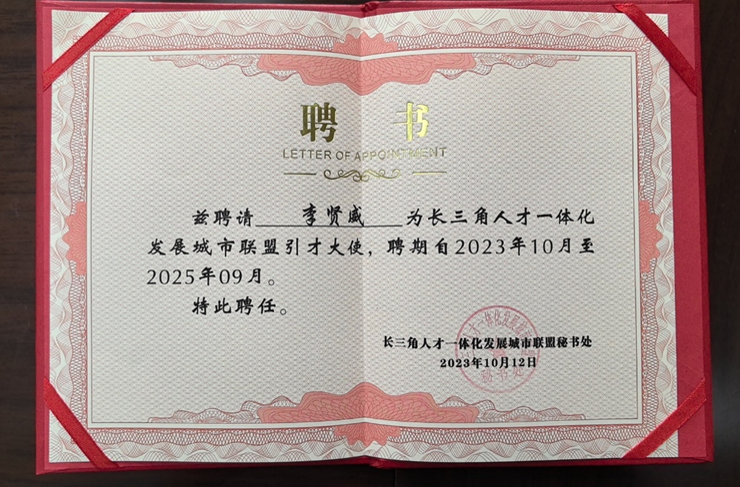 聘 书
LETTER OF APPOINTMENT
兹聘请 李贤威 为长三角人才一体化
发展城市联盟引才大使，聘期自2023年10月至
2025年09月。
特此聘任。
长三角人才一体化发展城市联盟秘书处
2023年10月12日